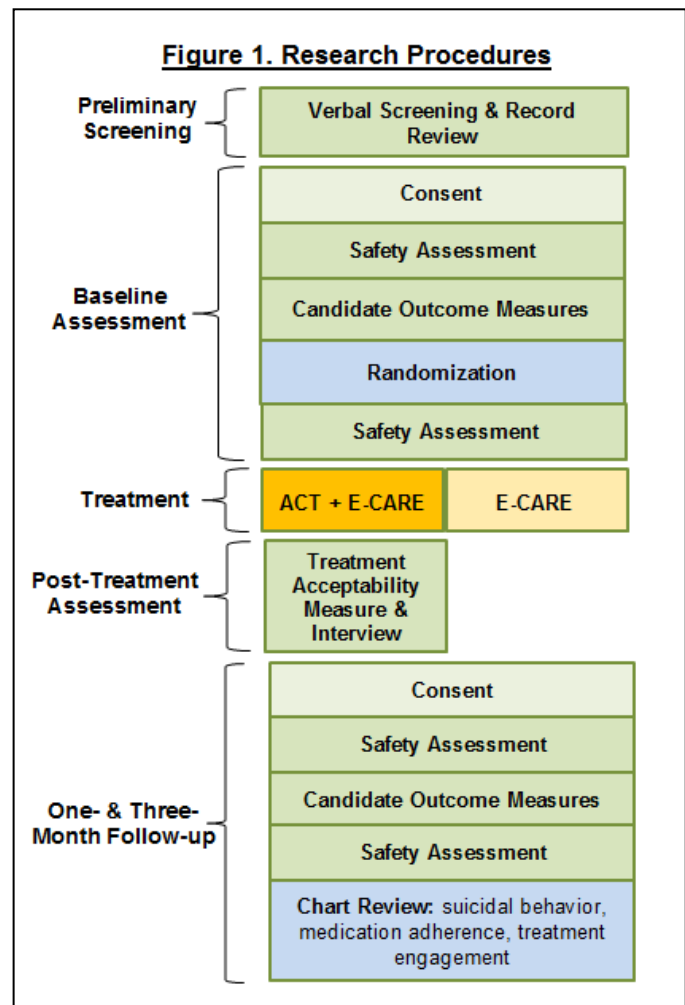 Figure 1. Research Procedures
Preliminary
Screening
Verbal Screening & Record
Review
Baseline
Assessment
Consent
Safety Assessment
Candidate Outcome Measures
Randomization
Safety Assessment
Treatment
ACT + E-CARE
E-CARE
Post-Treatment
Assessment
Treatment
Acceptability
Measure &
Interview
One- & Three-
Month Follow-up
Consent
Safety Assessment
Candidate Outcome Measures
Safety Assessment
Chart Review: suicidal behavior,
medication adherence, treatment
engagement